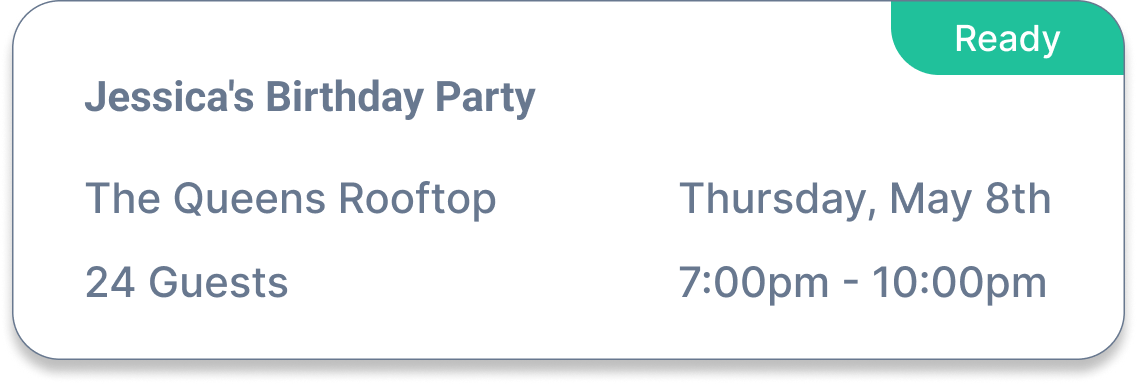 Ready
Jessica's Birthday Party
The Queens Rooftop
Thursday, May 8th
24 Guests
7:00pm - 10:00pm